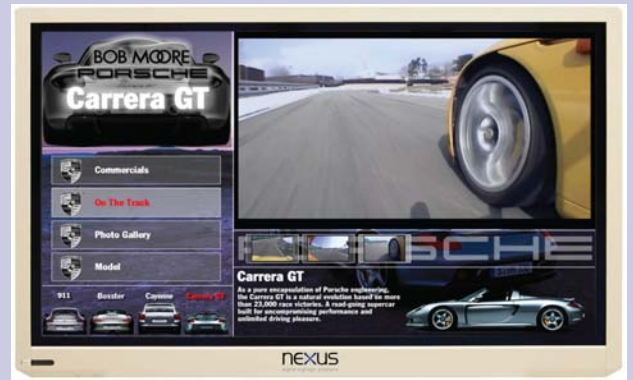 BOB MOORE
PORSCHE
Carrera GT
Commercials
On The Track
Photo Gallery
Model
911 Boxster Cayenne Carrera GT
PORSCHE
Carrera GT
As a pure encapsulation of Porsche engineering,
the Carrera GT is a natural evolution based on more
than 23,000 race victories. A road-going supercar
built for uncompromising performance and
unlimited driving pleasure.
nexus